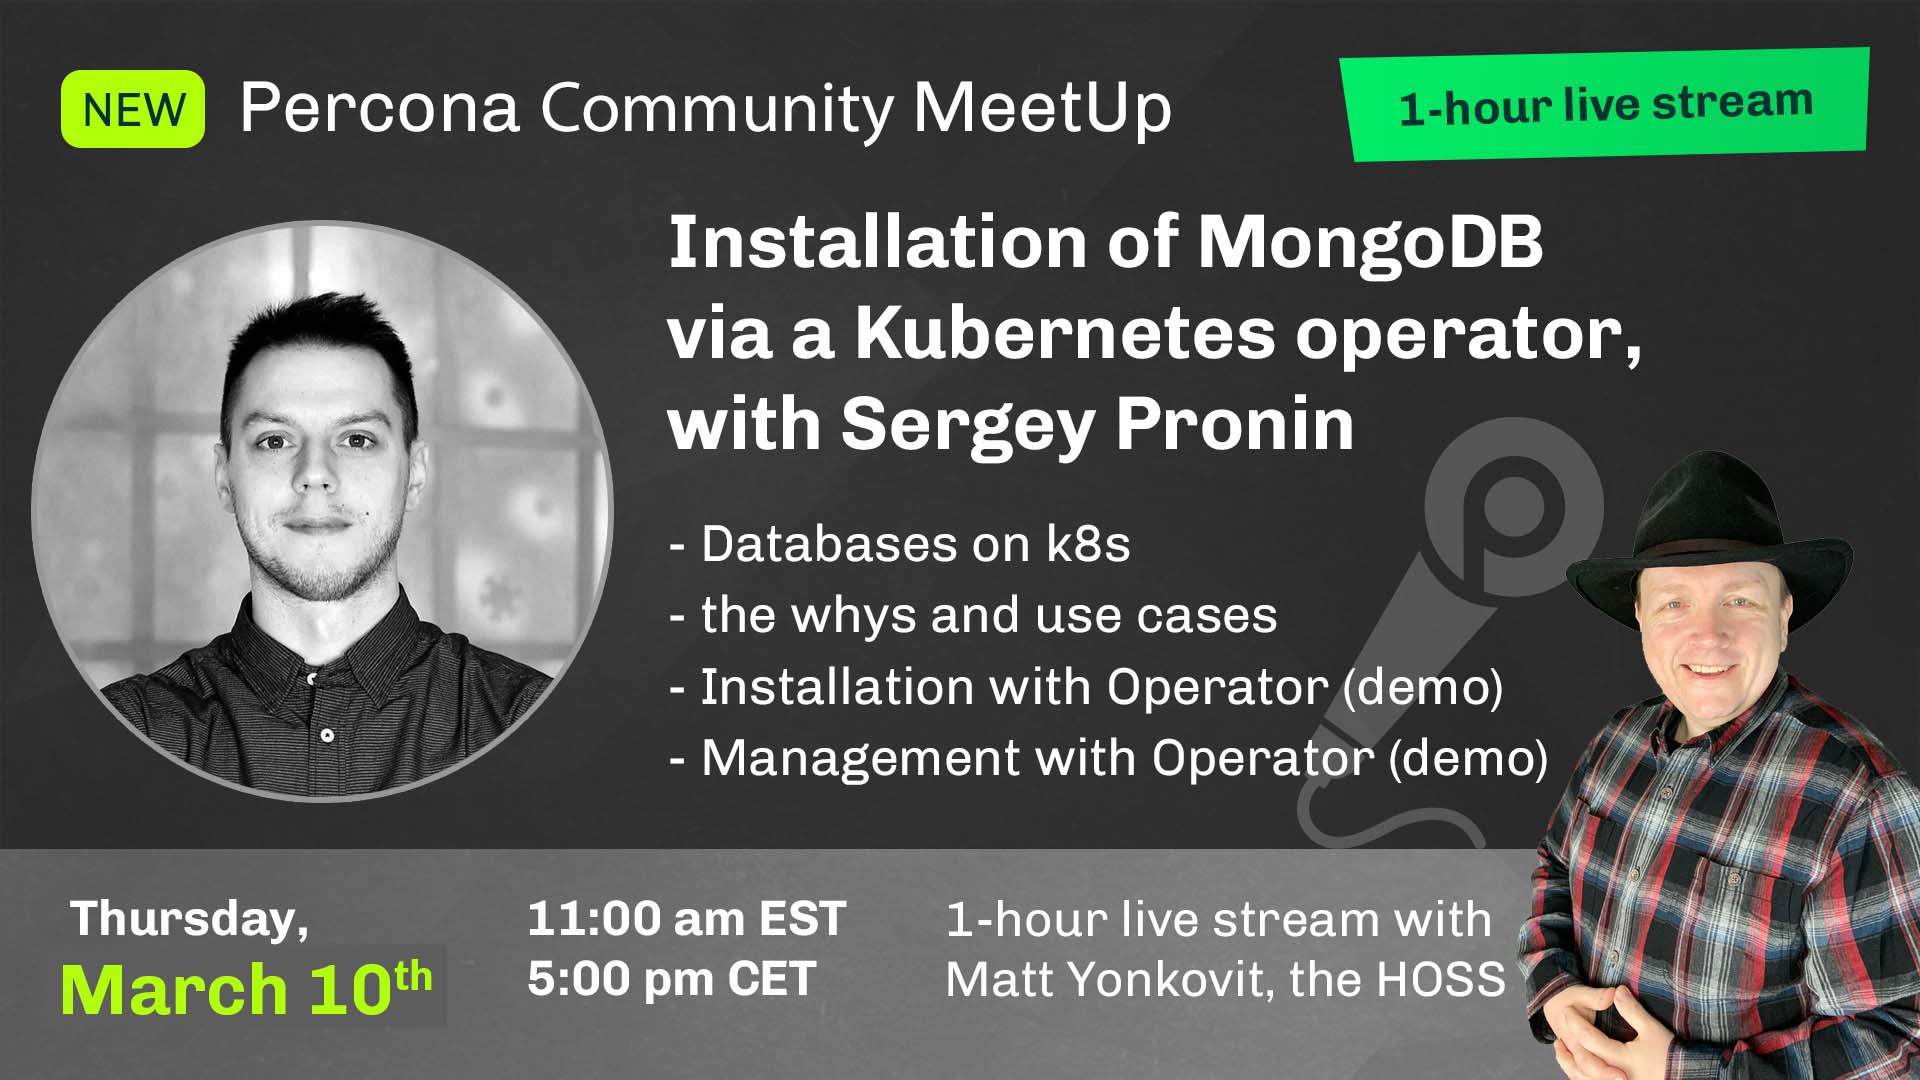 NEW Percona Community MeetUp
1-hour live stream
Installation of MongoDB
via a Kubernetes operator,
with Sergey Pronin
- Databases on k8s
- the whys and use cases
- Installation with Operator (demo)
- Management with Operator (demo)
Thursday,
March 10th
11:00 am EST
5:00 pm CET
1-hour live stream with
Matt Yonkovit, the HOSS